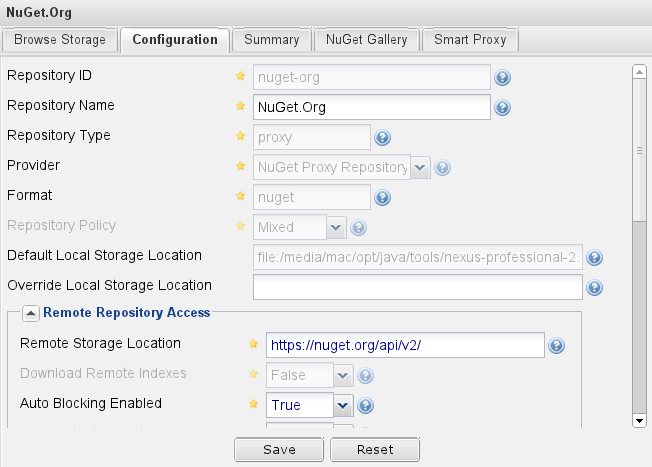 NuGet.Org
Browse Storage Configuration Summary NuGet Gallery Smart Proxy
Repository ID nuget-org
Repository Name NuGet.Org
Repository Type proxy
Provider NuGet Proxy Repository
Format nuget
Repository Policy Mixed
Default Local Storage Location file:/media/mac/opt/java/tools/nexus-professional-2.
Override Local Storage Location
Remote Repository Access
Remote Storage Location https://nuget.org/api/v2/
Download Remote Indexes False
Auto Blocking Enabled True
Save Reset